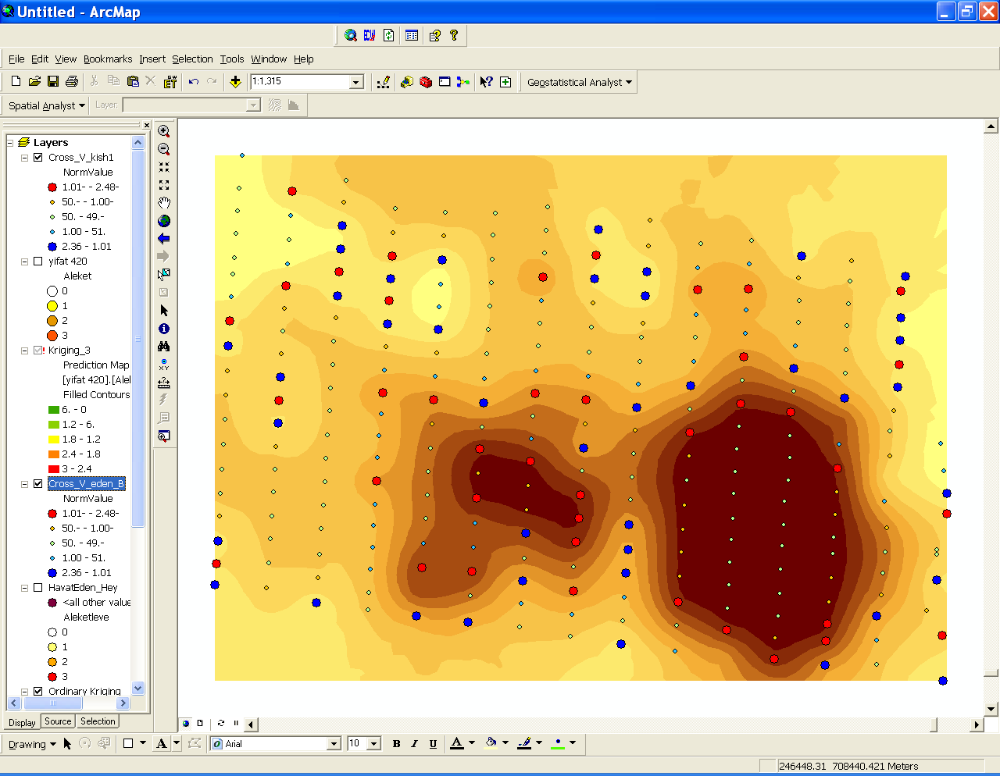 Untitled - ArcMap
File Edit View Bookmarks Insert Selection Tools Window Help
1:1,315
Geostatistical Analyst
Spatial Analyst
Layer:
Layers
Cross_V_kish1
NormValue
1.01- - 2.48-
50.- - 1.00-
50. - 49.-
1.00 - 51.
2.36 - 1.01
yifat 420
Aleket
0
1
2
3
Kriging_3
Prediction Map
[yifat 420].[Alel
Filled Contours
6. - 0
1.2 - 6.
1.8 - 1.2
2.4 - 1.8
3 - 2.4
Cross_V_eden_B
NormValue
1.01- - 2.48-
50.- - 1.00-
50. - 49.-
1.00 - 51.
2.36 - 1.01
HavatEden_Hey
<all other value
Aleketleve
0
1
2
3
Ordinary Kriging
Display Source Selection
Drawing
A
Arial
10
B I U A
246448.31 708440.421 Meters